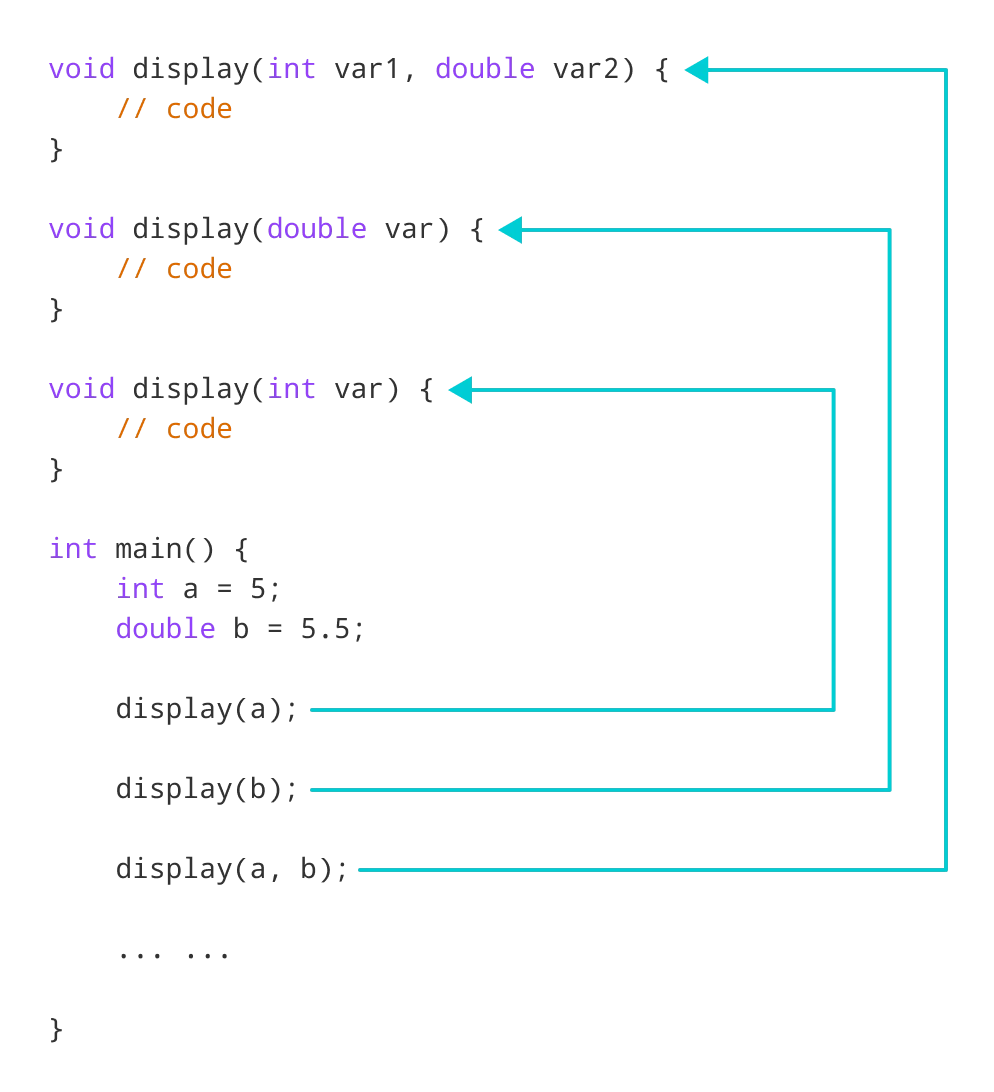 void display(int var1, double var2) {
    // code
}
void display(double var) {
    // code
}
void display(int var) {
    // code
}
int main() {
    int a = 5;
    double b = 5.5;
    display(a);
    display(b);
    display(a, b);
    ... ...
}